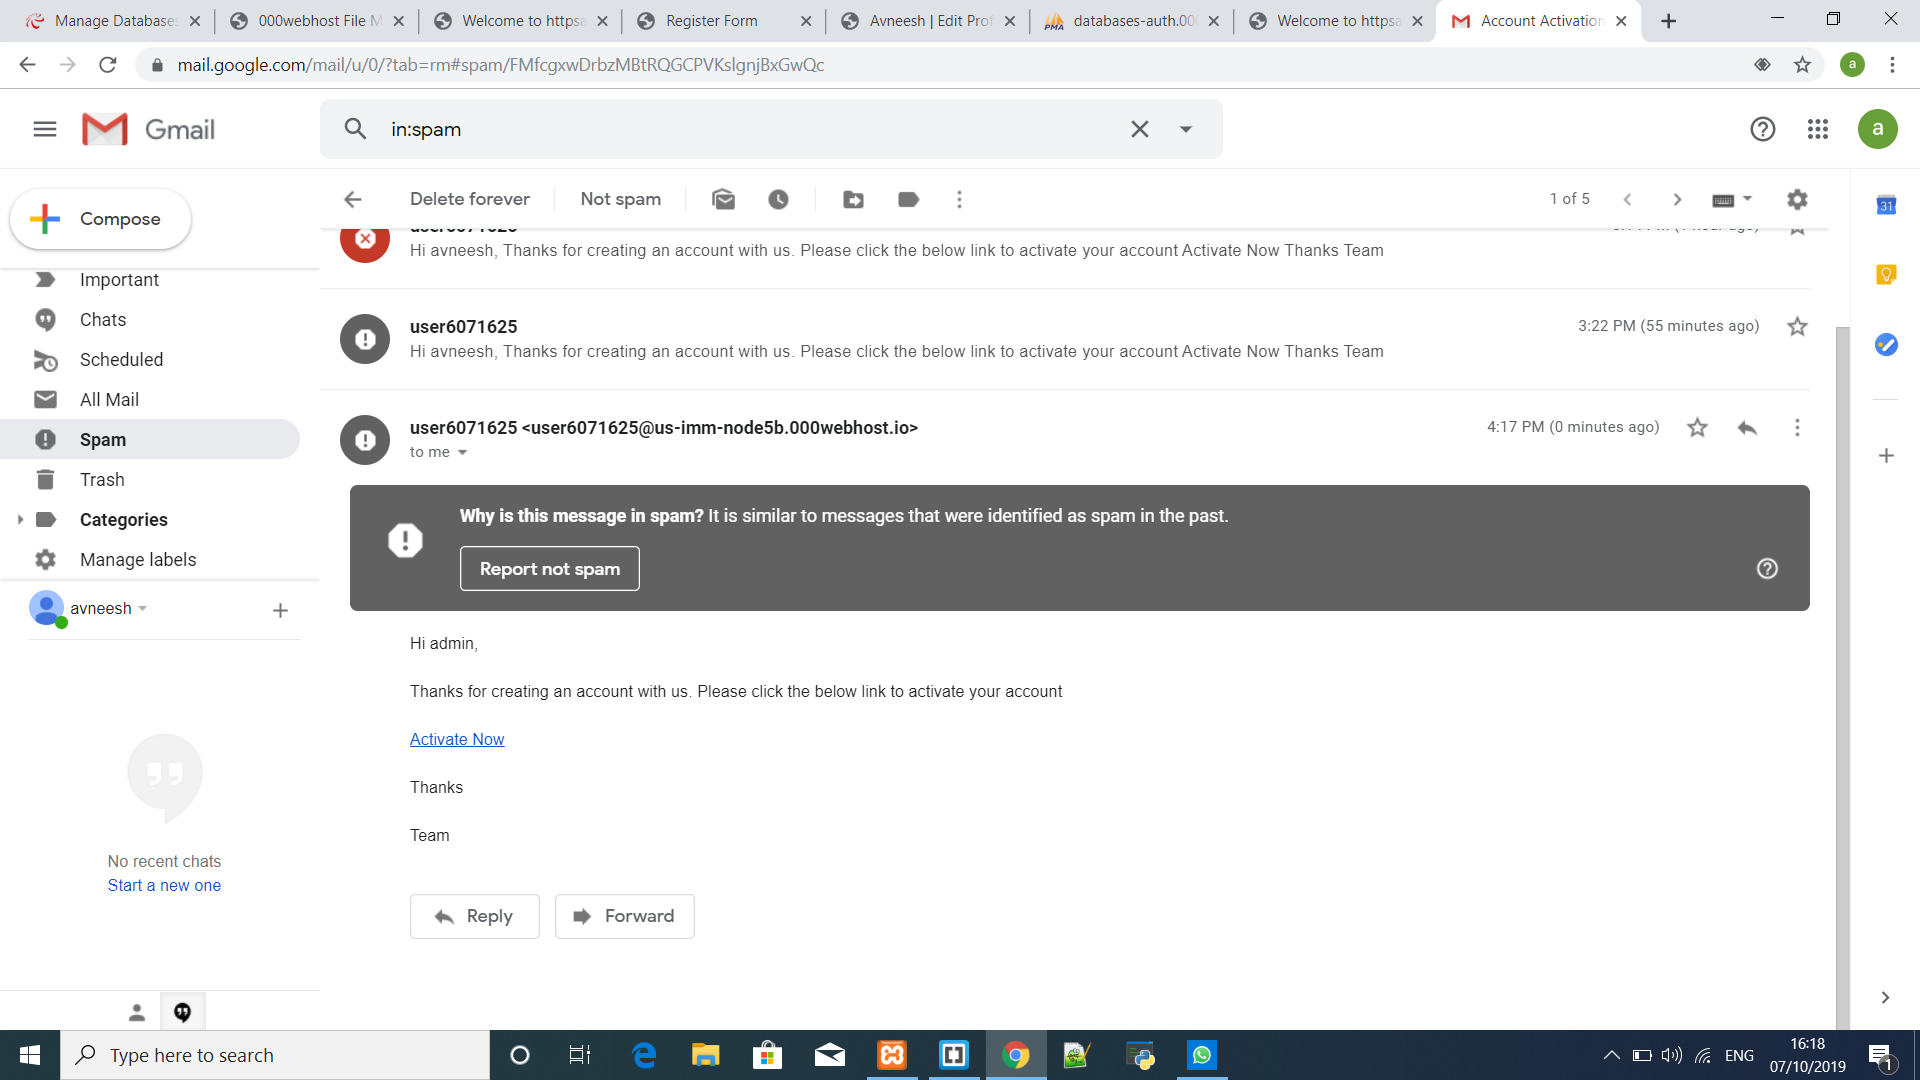 Manage Databases
000webhost File M
Welcome to httpsa
Register Form
Avneesh | Edit Prof
databases-auth.00
Welcome to httpsa
Account Activation
mail.google.com/mail/u/0/?tab=rm#spam/FMfcgxwDrbzMBtRQGCPVKslgnjBxGwQc
a
Gmail
in:spam
a
Compose
Delete forever
Not spam
1 of 5
31
Hi avneesh, Thanks for creating an account with us. Please click the below link to activate your account Activate Now Thanks Team
Important
Chats
Scheduled
All Mail
Spam
Trash
Categories
Manage labels
user6071625
3:22 PM (55 minutes ago)
Hi avneesh, Thanks for creating an account with us. Please click the below link to activate your account Activate Now Thanks Team
user6071625 <user6071625@us-imm-node5b.000webhost.io>
4:17 PM (0 minutes ago)
to me
Why is this message in spam? It is similar to messages that were identified as spam in the past.
Report not spam
avneesh
Hi admin,
Thanks for creating an account with us. Please click the below link to activate your account
Activate Now
Thanks
Team
No recent chats
Start a new one
Reply
Forward
Type here to search
ENG
16:18
07/10/2019
1